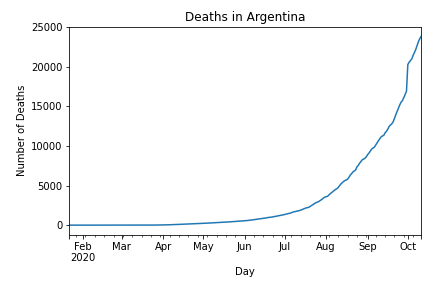 Deaths in Argentina
25000
20000
15000
10000
5000
0
Number of Deaths
Feb Mar Apr May Jun Jul Aug Sep Oct
2020
Day